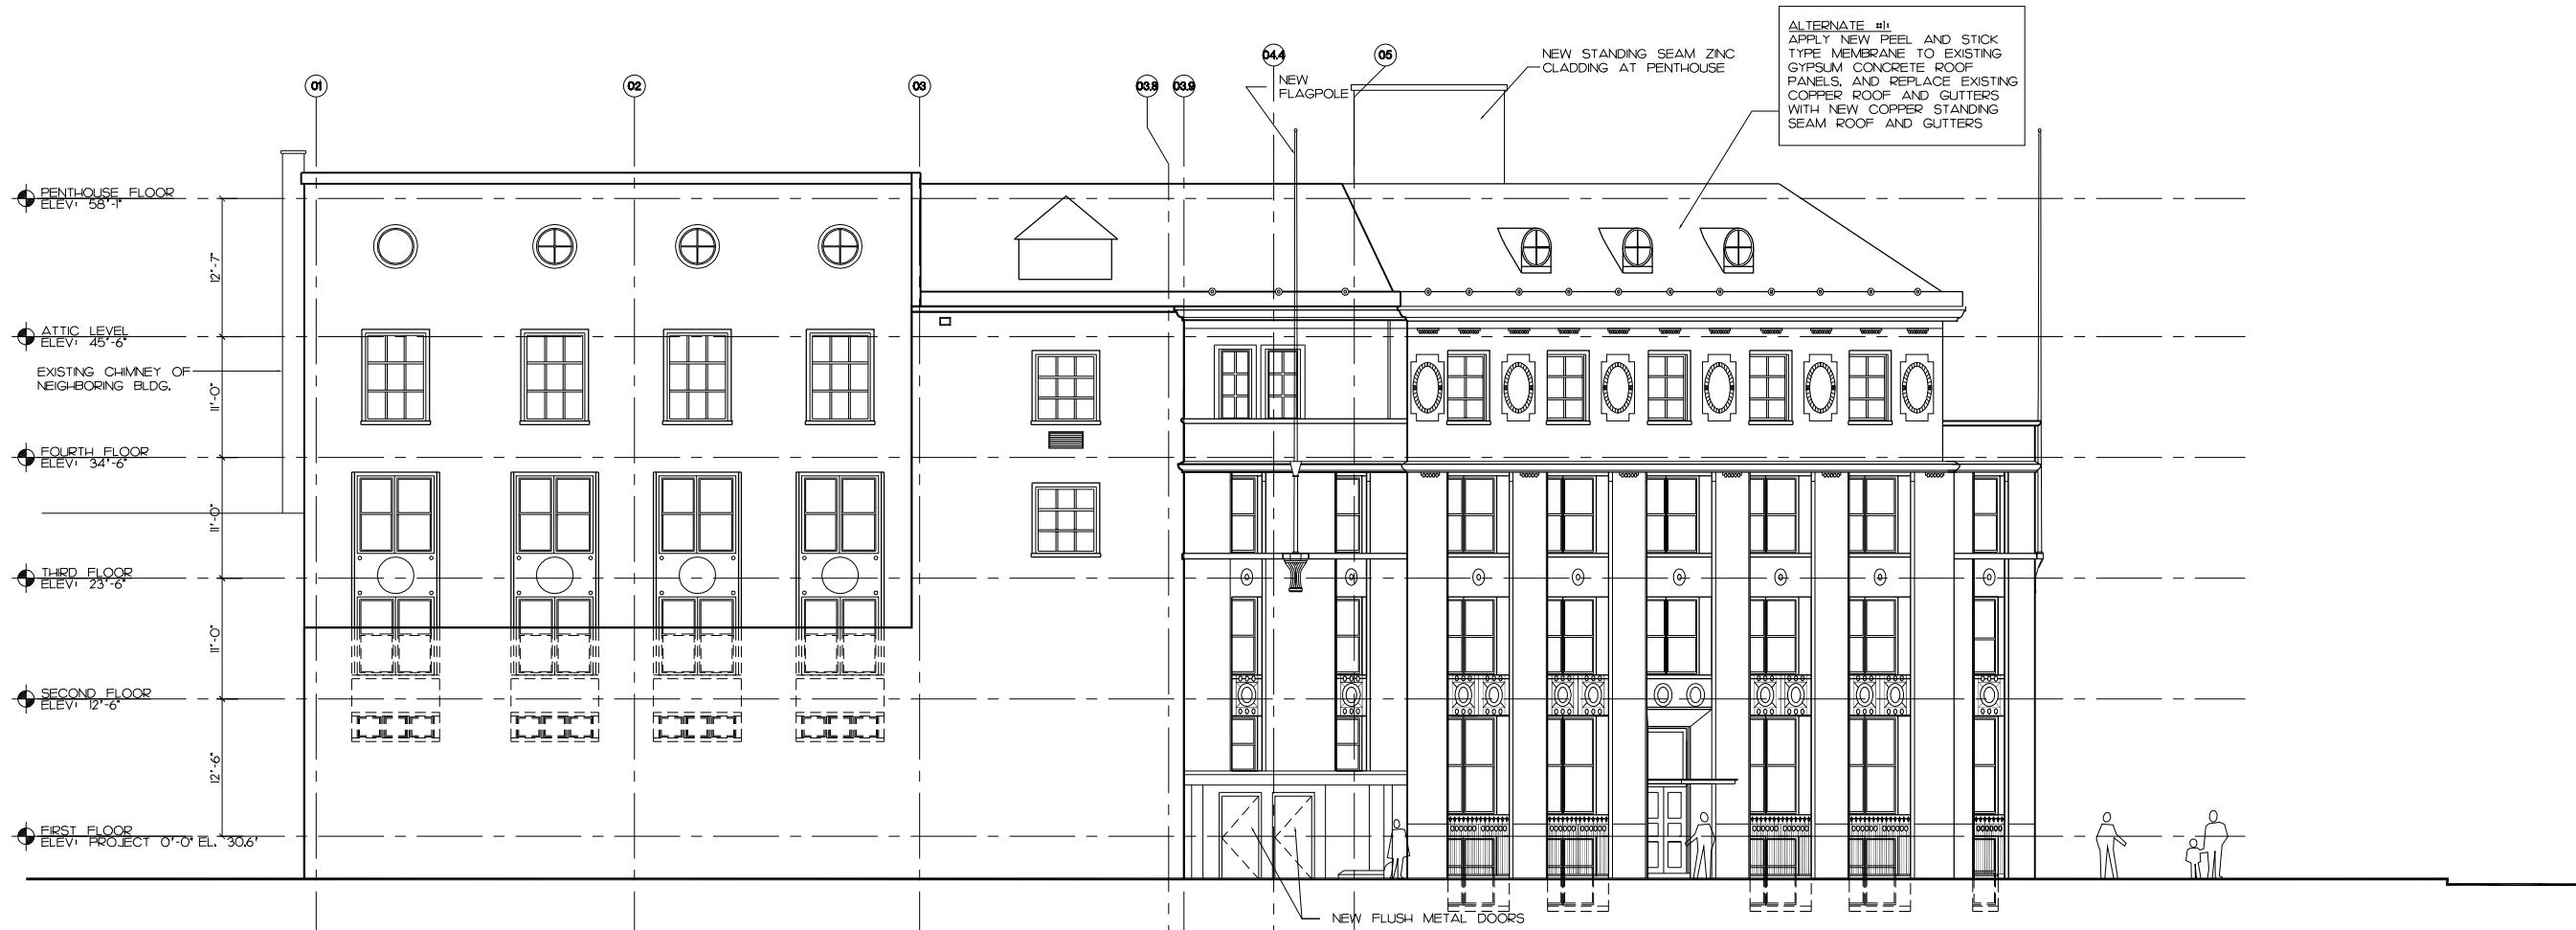 01
02
03
03.8
03.9
04.4
05
NEW
FLAGPOLE
NEW STANDING SEAM ZINC
CLADDING AT PENTHOUSE
ALTERNATE #1:
APPLY NEW PEEL AND STICK
TYPE MEMBRANE TO EXISTING
GYPSUM CONCRETE ROOF
PANELS, AND REPLACE EXISTING
COPPER ROOF AND GUTTERS
WITH NEW COPPER STANDING
SEAM ROOF AND GUTTERS
PENTHOUSE FLOOR
ELEV: 58'-1"
12'-7"
ATTIC LEVEL
ELEV: 45'-6"
EXISTING CHIMNEY OF
NEIGHBORING BLDG.
11'-0"
FOURTH FLOOR
ELEV: 34'-6"
11'-0"
THIRD FLOOR
ELEV: 23'-6"
11'-0"
SECOND FLOOR
ELEV: 12'-6"
12'-6"
FIRST FLOOR
ELEV: PROJECT 0'-0" EL. 30.6'
NEW FLUSH METAL DOORS